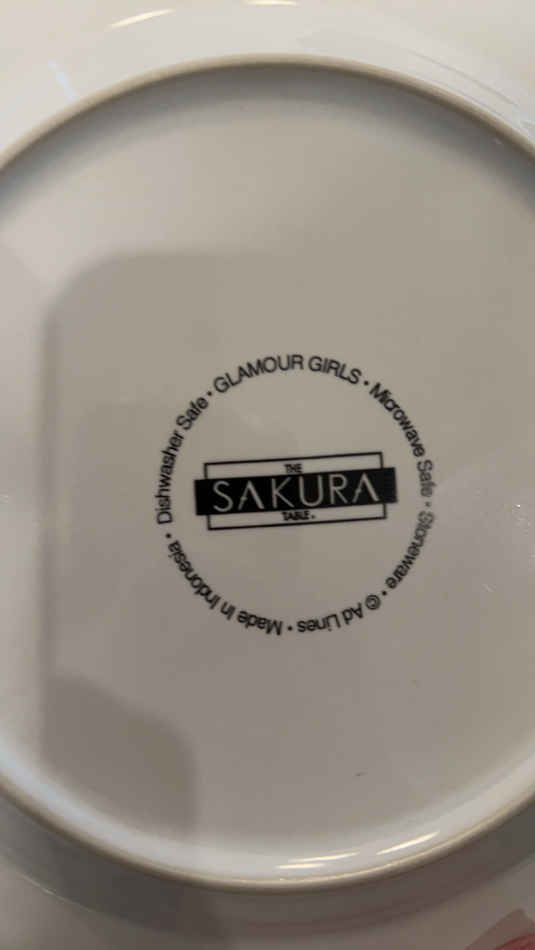 • GLAMOUR GIRLS • Microwave Safe • Stoneware • © Ad Lines • Made In Indonesia • Dishwasher Safe
THE
SAKURA
TABLE